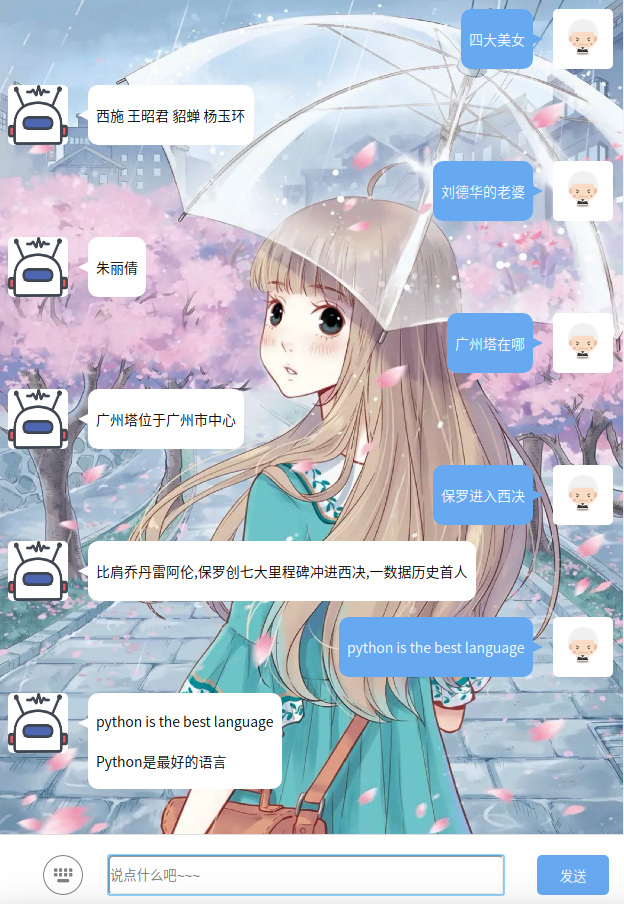 四大美女
西施 王昭君 貂蝉 杨玉环
刘德华的老婆
朱丽倩
广州塔在哪
广州塔位于广州市中心
保罗进入西决
比肩乔丹雷阿伦,保罗创七大里程碑冲进西决,一数据历史首人
python is the best language
python is the best language
Python是最好的语言
说点什么吧~~~
发送